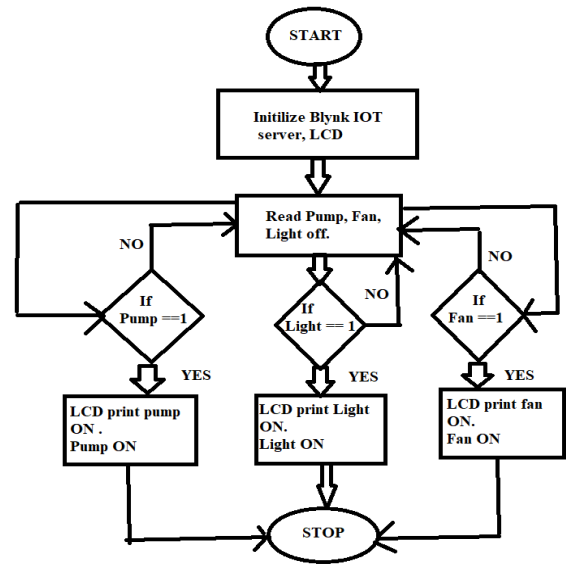 START
Initilize Blynk IOT
server, LCD
Read Pump, Fan,
Light off.
NO
If
Pump ==1
YES
LCD print pump
ON .
Pump ON
NO
If
Light == 1
YES
LCD print Light
ON.
Light ON
NO
If
Fan ==1
YES
LCD print fan
ON.
Fan ON
STOP